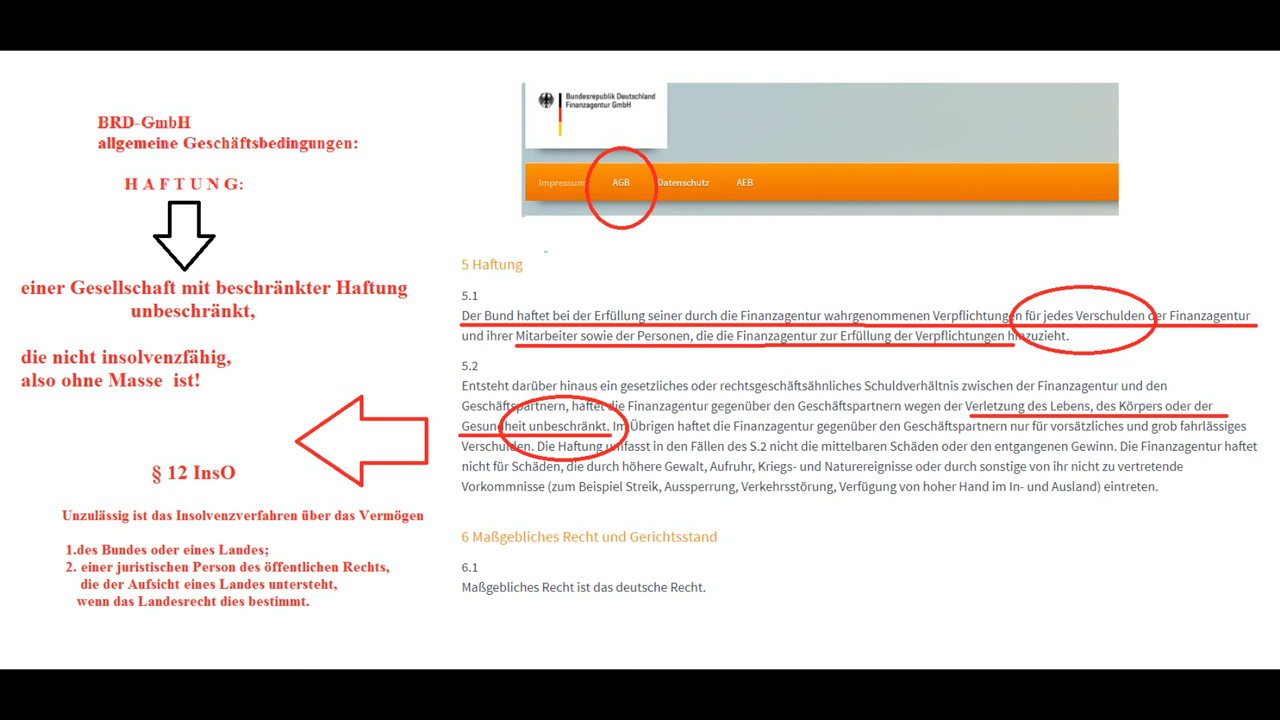 BRD-GmbH
allgemeine Geschäftsbedingungen:
H A F T U N G:
einer Gesellschaft mit beschränkter Haftung
unbeschränkt,
die nicht insolvenzfähig,
also ohne Masse ist!
§ 12 InsO
Unzulässig ist das Insolvenzverfahren über das Vermögen
1.des Bundes oder eines Landes;
2. einer juristischen Person des öffentlichen Rechts,
die der Aufsicht eines Landes untersteht,
wenn das Landesrecht dies bestimmt.
Bundesrepublik Deutschland
Finanzagentur GmbH
Impressum AGB Datenschutz AEB
5 Haftung
5.1
Der Bund haftet bei der Erfüllung seiner durch die Finanzagentur wahrgenommenen Verpflichtungen für jedes Verschulden der Finanzagentur
und ihrer Mitarbeiter sowie der Personen, die die Finanzagentur zur Erfüllung der Verpflichtungen hinzuzieht.
5.2
Entsteht darüber hinaus ein gesetzliches oder rechtsgeschäftsähnliches Schuldverhältnis zwischen der Finanzagentur und den
Geschäftspartnern, haftet die Finanzagentur gegenüber den Geschäftspartnern wegen der Verletzung des Lebens, des Körpers oder der
Gesundheit unbeschränkt. Im Übrigen haftet die Finanzagentur gegenüber den Geschäftspartnern nur für vorsätzliches und grob fahrlässiges
Verschulden. Die Haftung umfasst in den Fällen des S.2 nicht die mittelbaren Schäden oder den entgangenen Gewinn. Die Finanzagentur haftet
nicht für Schäden, die durch höhere Gewalt, Aufruhr, Kriegs- und Naturereignisse oder durch sonstige von ihr nicht zu vertretende
Vorkommnisse (zum Beispiel Streik, Aussperrung, Verkehrsstörung, Verfügung von hoher Hand im In- und Ausland) eintreten.
6 Maßgebliches Recht und Gerichtsstand
6.1
Maßgebliches Recht ist das deutsche Recht.